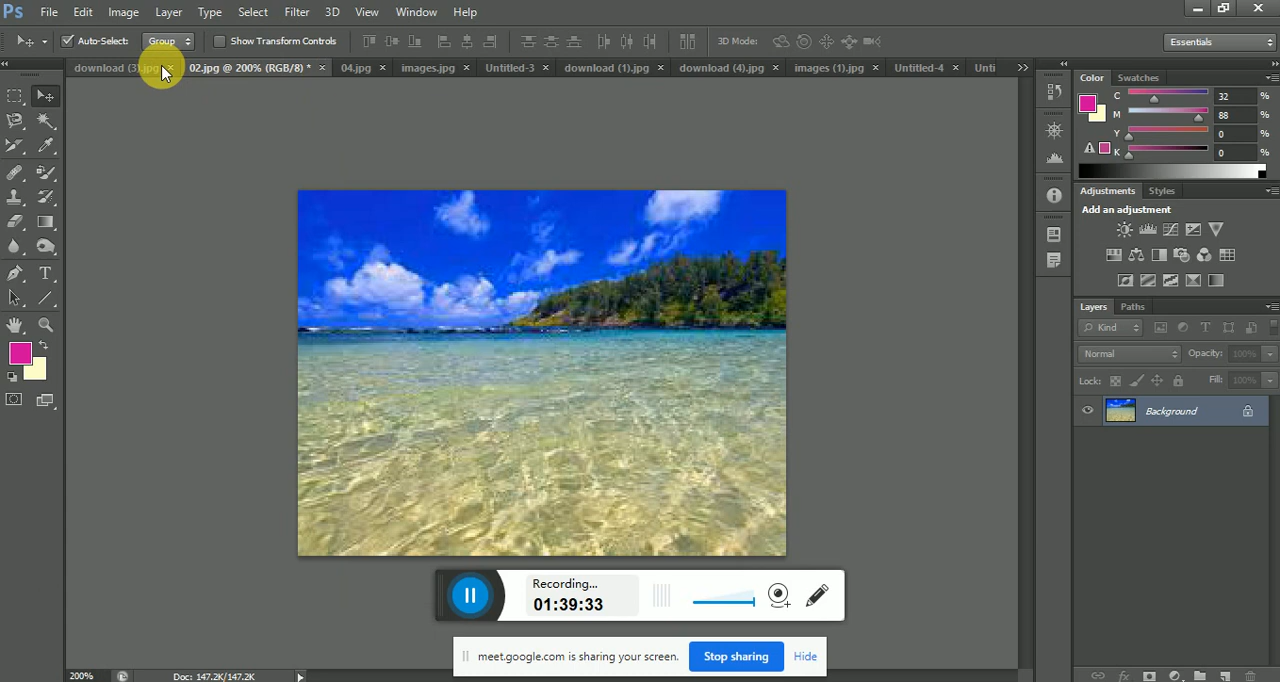 Ps File Edit Image Layer Type Select Filter 3D View Window Help
Auto-Select: Group Show Transform Controls 3D Mode: Essentials
download (3).jpg × 02.jpg @ 200% (RGB/8) * × 04.jpg × images.jpg × Untitled-3 × download (1).jpg × download (4).jpg × images (1).jpg × Untitled-4 × Unti >>
Color Swatches
C 32 %
M 88 %
Y 0 %
K 0 %
Adjustments Styles
Add an adjustment
Layers Paths
Kind
Normal Opacity: 100%
Lock: Fill: 100%
Background
Recording...
01:39:33
meet.google.com is sharing your screen. Stop sharing Hide
200% Doc: 147.2K/147.2K